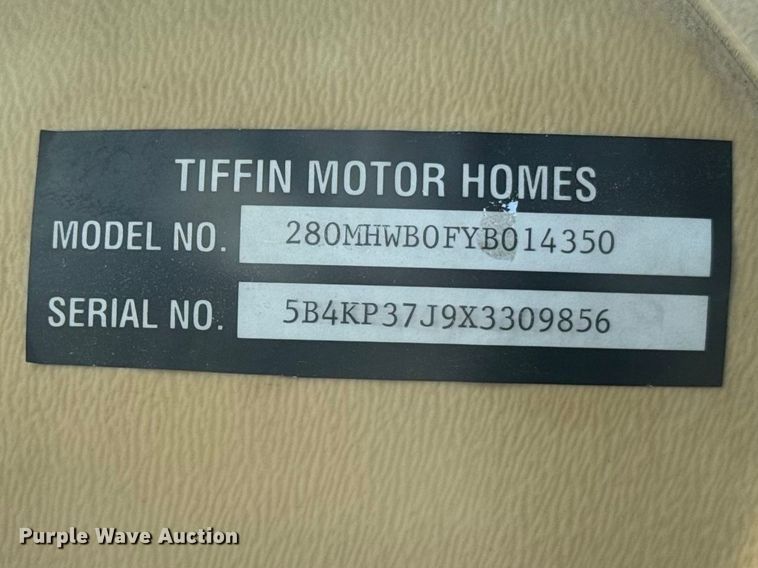 TIFFIN MOTOR HOMES
MODEL NO. 280MHWB0FYB014350
SERIAL NO. 5B4KP37J9X3309856
Purple Wave Auction